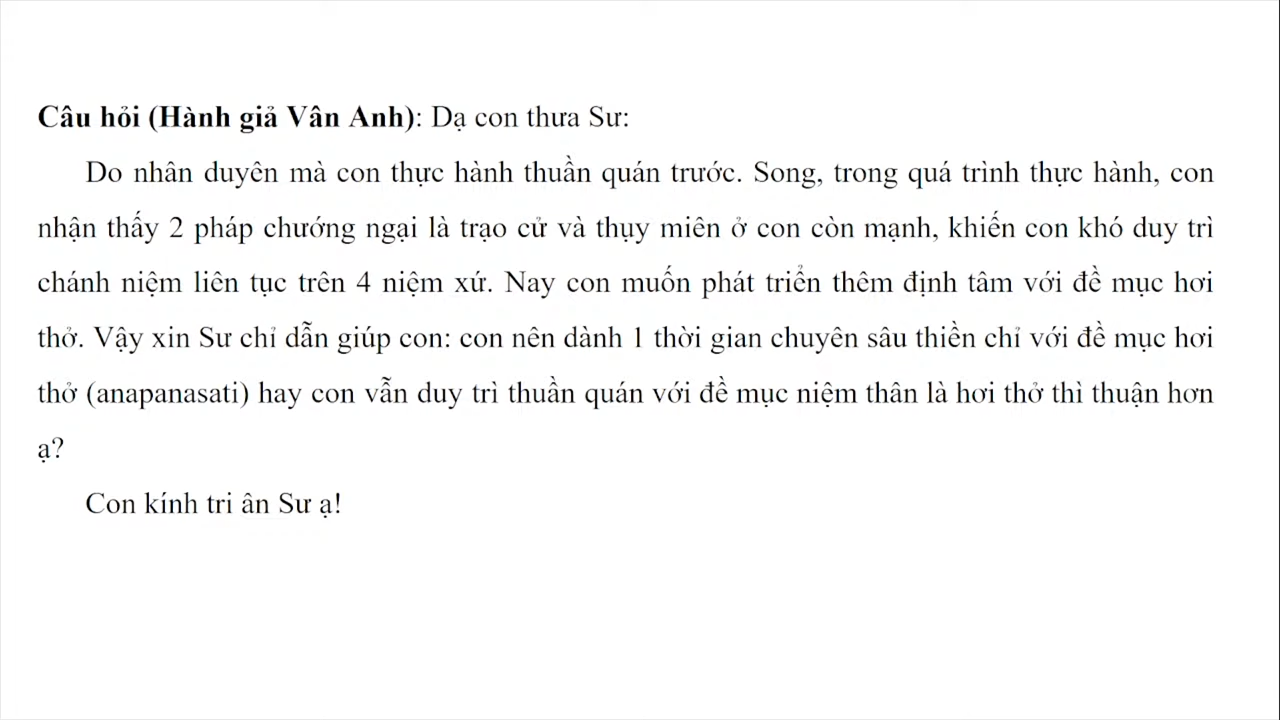 Câu hỏi (Hành giả Vân Anh): Dạ con thưa Sư:
Do nhân duyên mà con thực hành thuần quán trước. Song, trong quá trình thực hành, con
nhận thấy 2 pháp chướng ngại là trạo cử và thụy miên ở con còn mạnh, khiến con khó duy trì
chánh niệm liên tục trên 4 niệm xứ. Nay con muốn phát triển thêm định tâm với đề mục hơi
thở. Vậy xin Sư chỉ dẫn giúp con: con nên dành 1 thời gian chuyên sâu thiền chỉ với đề mục hơi
thở (anapanasati) hay con vẫn duy trì thuần quán với đề mục niệm thân là hơi thở thì thuận hơn
ạ?
Con kính tri ân Sư ạ!